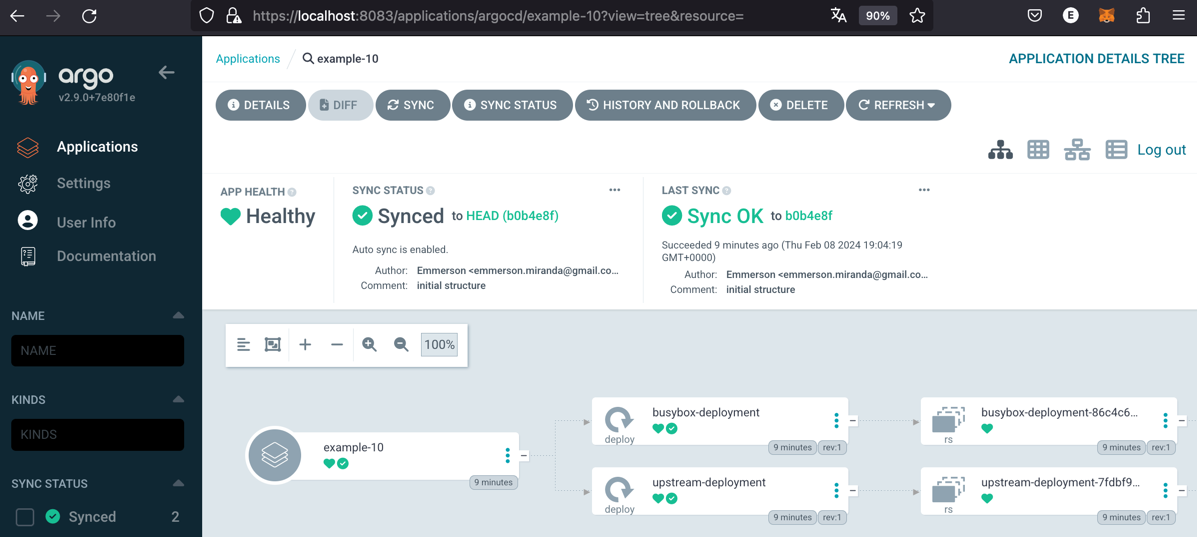 https://localhost:8083/applications/argocd/example-10?view=tree&resource=
90%
E
argo
v2.9.0+7e80f1e
Applications
Settings
User Info
Documentation
NAME
NAME
KINDS
KINDS
SYNC STATUS
Synced 2
Applications / example-10
APPLICATION DETAILS TREE
DETAILS DIFF SYNC SYNC STATUS HISTORY AND ROLLBACK DELETE REFRESH
Log out
APP HEALTH
Healthy
SYNC STATUS
Synced to HEAD (b0b4e8f)
Auto sync is enabled.
Author: Emmerson <emmerson.miranda@gmail.co...
Comment: initial structure
LAST SYNC
Sync OK to b0b4e8f
Succeeded 9 minutes ago (Thu Feb 08 2024 19:04:19
GMT+0000)
Author: Emmerson <emmerson.miranda@gmail.co...
Comment: initial structure
100%
example-10
9 minutes
busybox-deployment
deploy
9 minutes rev:1
busybox-deployment-86c4c6...
rs
9 minutes rev:1
upstream-deployment
deploy
9 minutes rev:1
upstream-deployment-7fdbf9...
rs
9 minutes rev:1